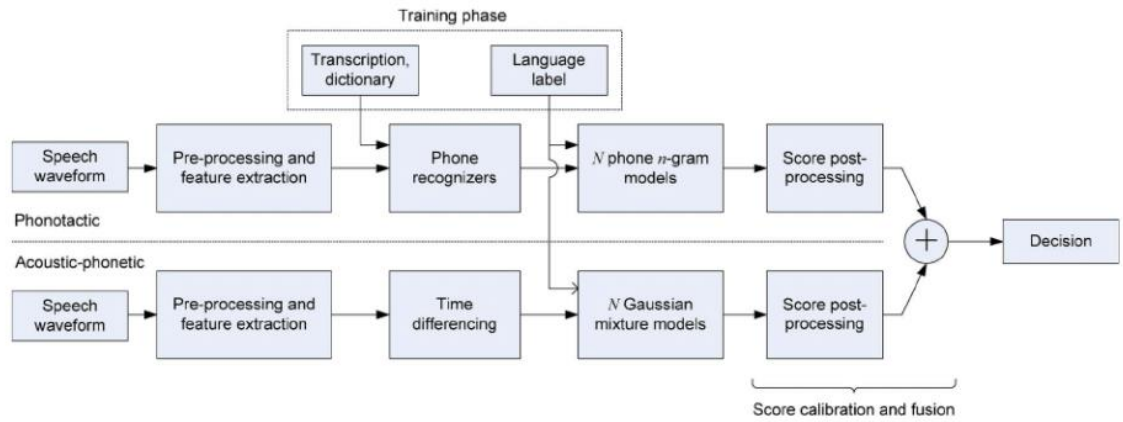 Training phase
Transcription,
dictionary
Language
label
Speech
waveform
Pre-processing and
feature extraction
Phone
recognizers
N phone n-gram
models
Score post-
processing
Phonotactic
+
Decision
Acoustic-phonetic
Speech
waveform
Pre-processing and
feature extraction
Time
differencing
N Gaussian
mixture models
Score post-
processing
Score calibration and fusion